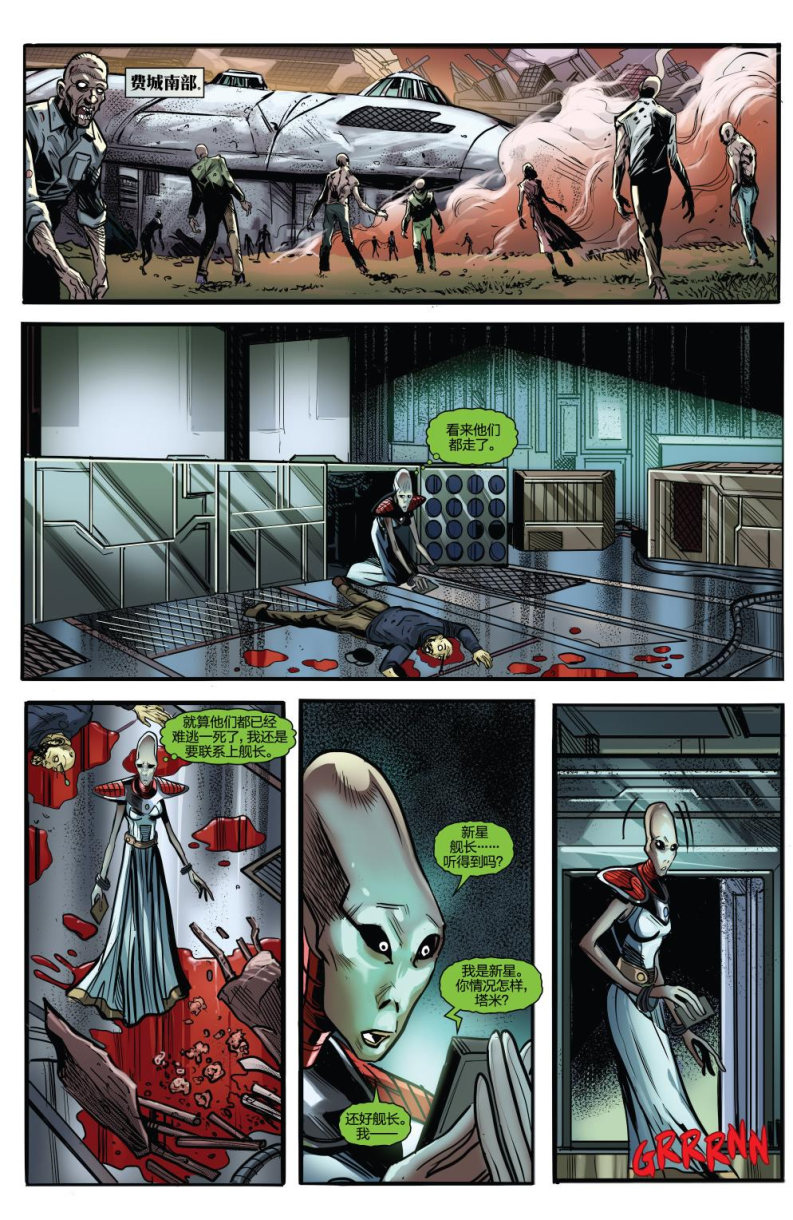 费城南部。
看来他们
都走了。
就算他们都已经
难逃一死了，我还是
要联系上舰长。
新星
舰长……
听得到吗？
我是新星。
你情况怎样，
塔米？
还好舰长。
我——
GRRRNN